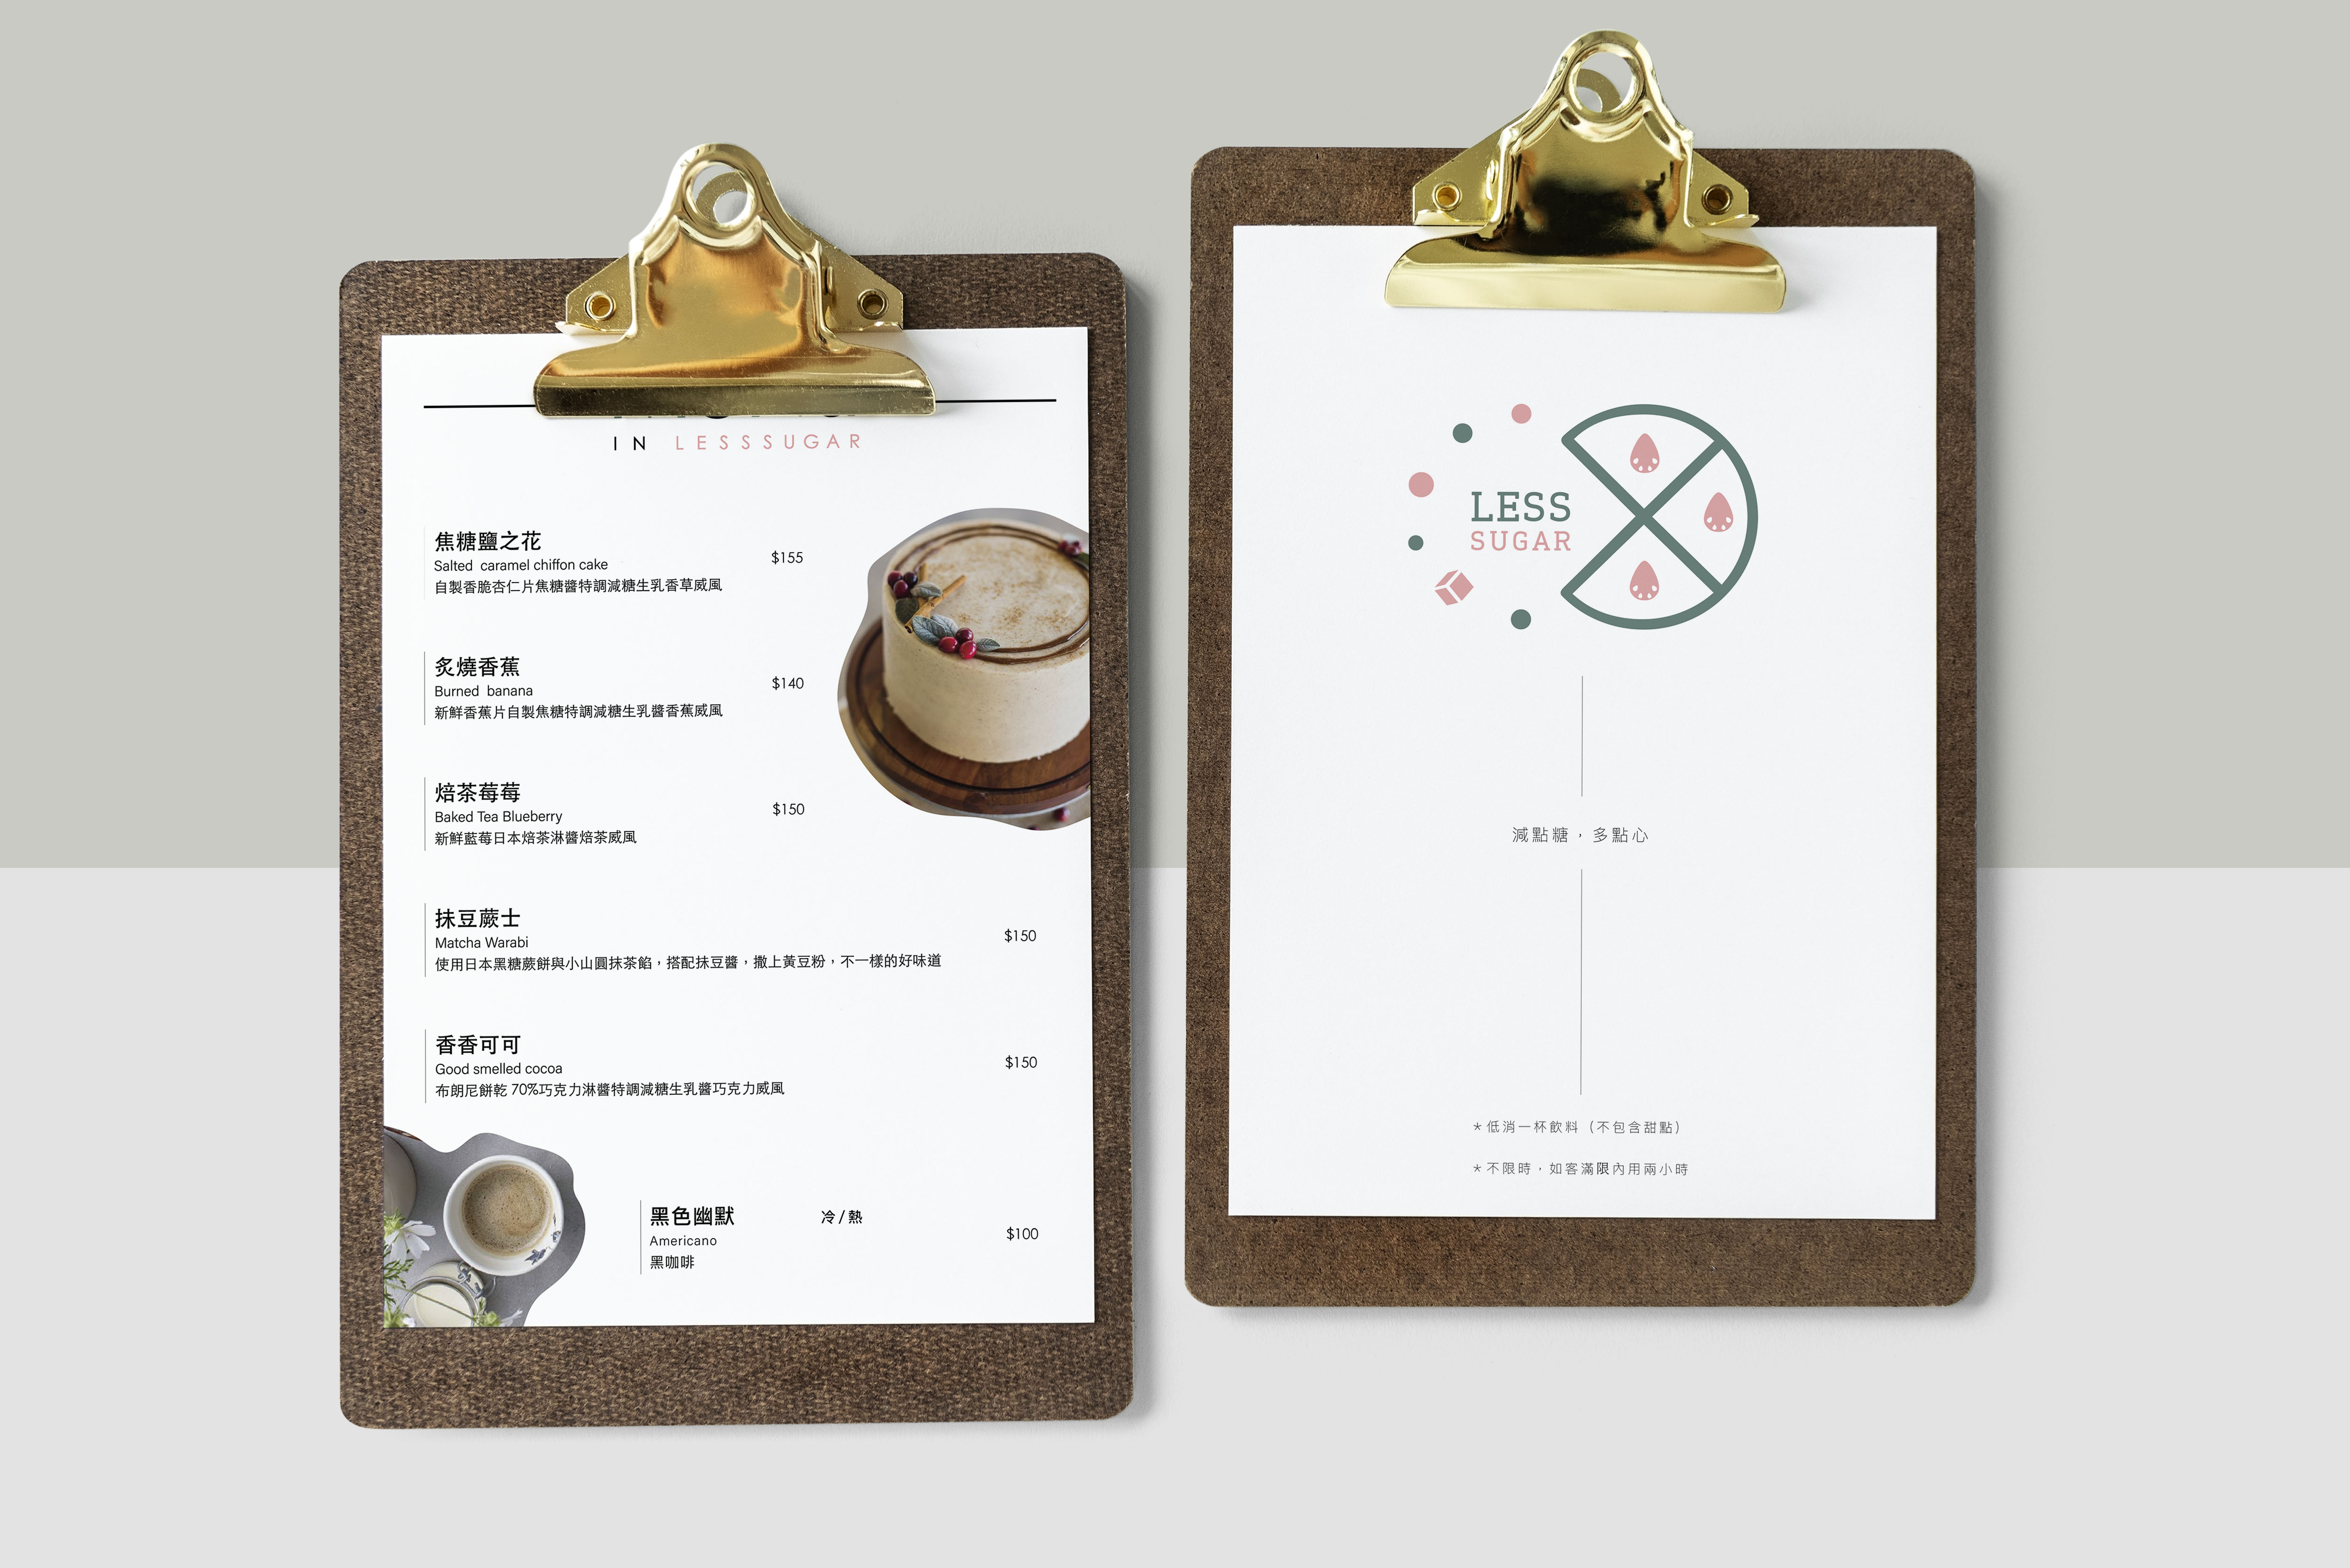 IN LESSSUGAR
焦糖鹽之花
Salted caramel chiffon cake
$155
自製香脆杏仁片焦糖醬特調減糖生乳香草威風
炙燒香蕉
Burned banana
$140
新鮮香蕉片自製焦糖特調減糖生乳醬香蕉威風
焙茶莓莓
Baked Tea Blueberry
$150
新鮮藍莓日本焙茶淋醬焙茶威風
抹豆蕨士
Matcha Warabi
$150
使用日本黑糖蕨餅與小山圓抹茶餡，搭配抹豆醬，撒上黃豆粉，不一樣的好味道
香香可可
Good smelled cocoa
$150
布朗尼餅乾 70%巧克力淋醬特調減糖生乳醬巧克力威風
黑色幽默 冷/熱
Americano
$100
黑咖啡
LESS
SUGAR
減點糖，多點心
*低消一杯飲料（不包含甜點）
*不限時，如客滿限內用兩小時